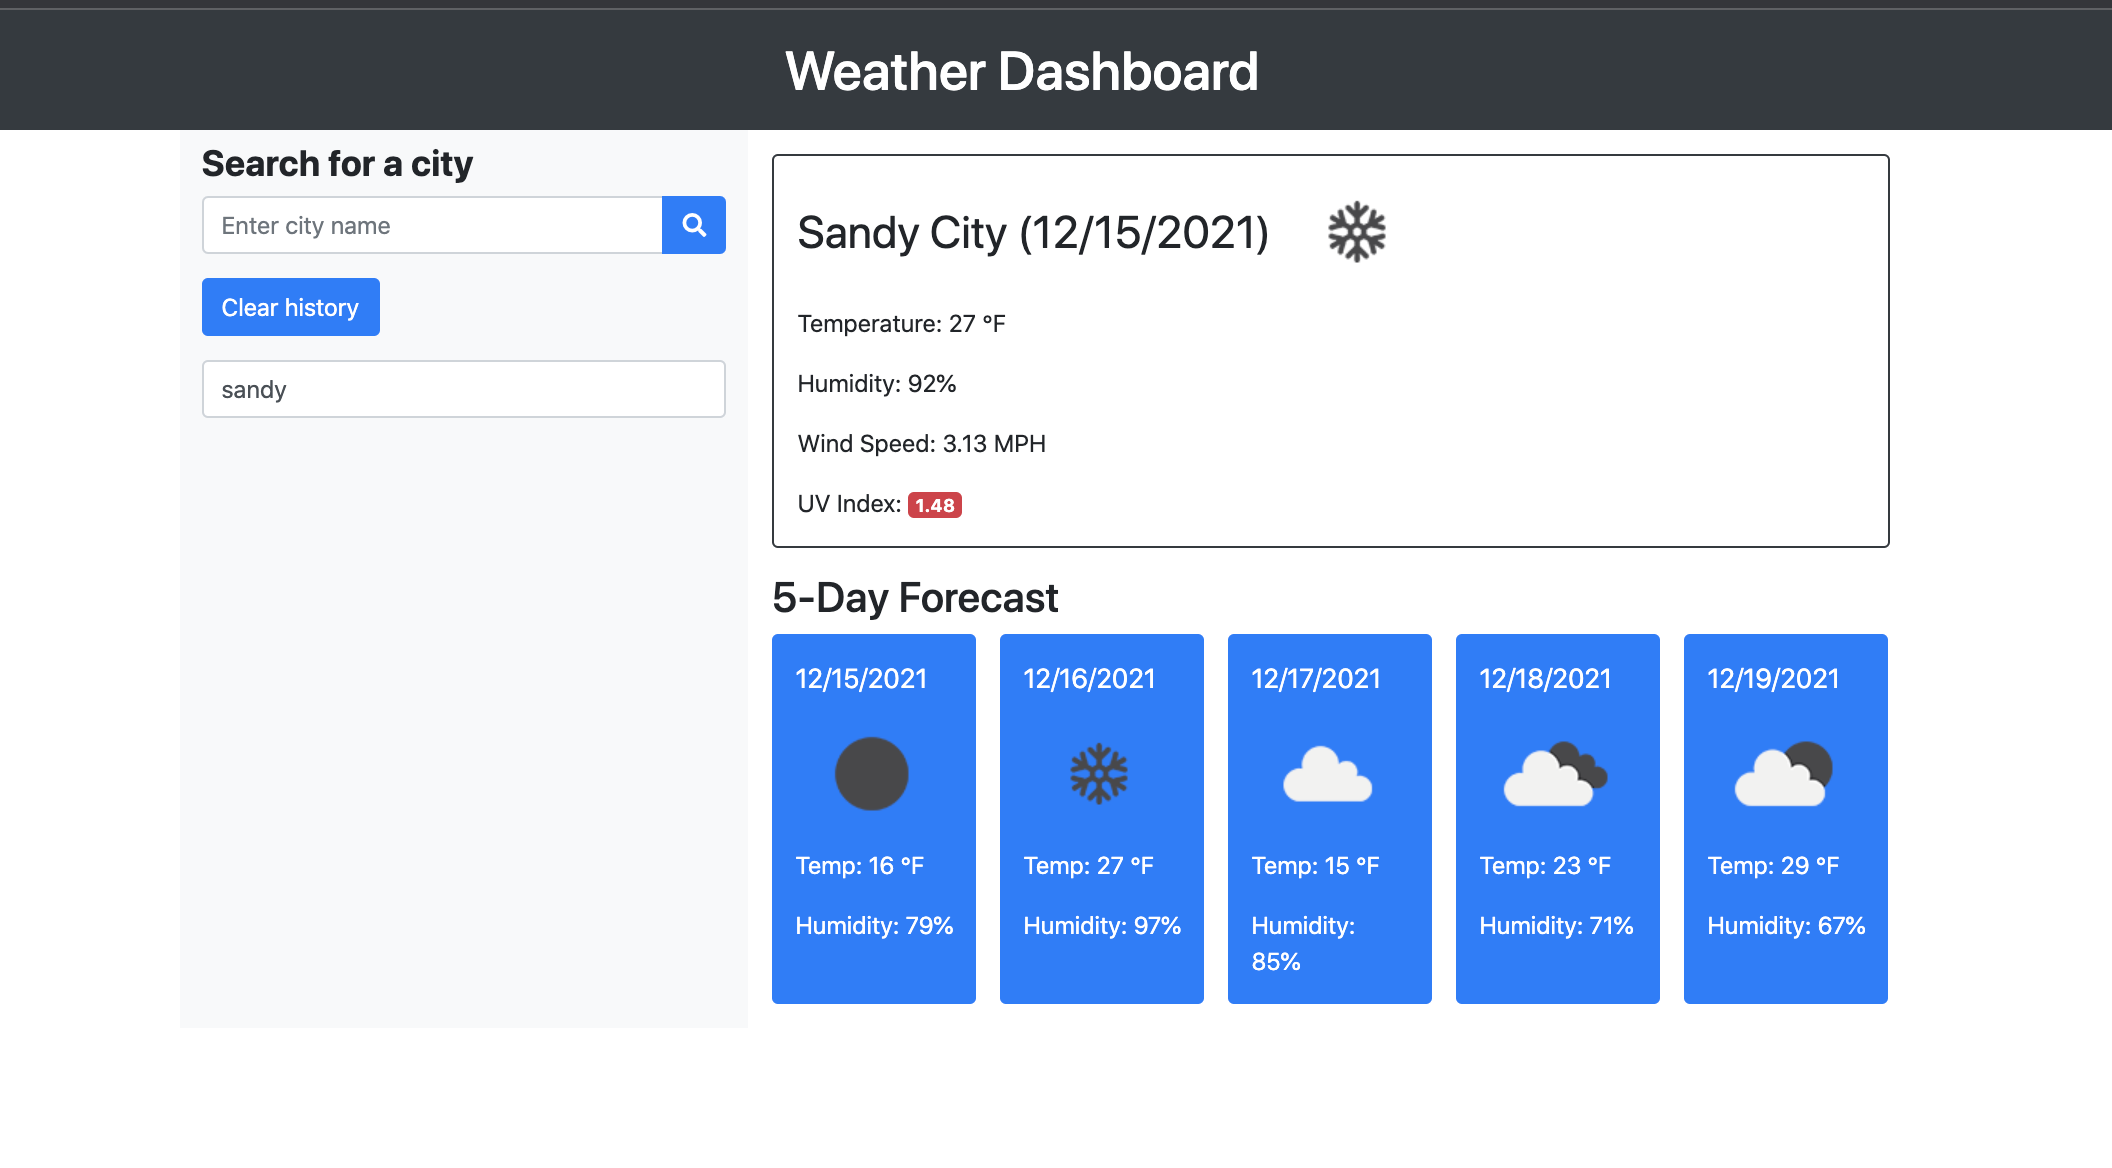 Weather Dashboard
Search for a city
Enter city name
Clear history
sandy
Sandy City (12/15/2021)
Temperature: 27 °F
Humidity: 92%
Wind Speed: 3.13 MPH
UV Index: 1.48
5-Day Forecast
12/15/2021
Temp: 16 °F
Humidity: 79%
12/16/2021
Temp: 27 °F
Humidity: 97%
12/17/2021
Temp: 15 °F
Humidity:
85%
12/18/2021
Temp: 23 °F
Humidity: 71%
12/19/2021
Temp: 29 °F
Humidity: 67%